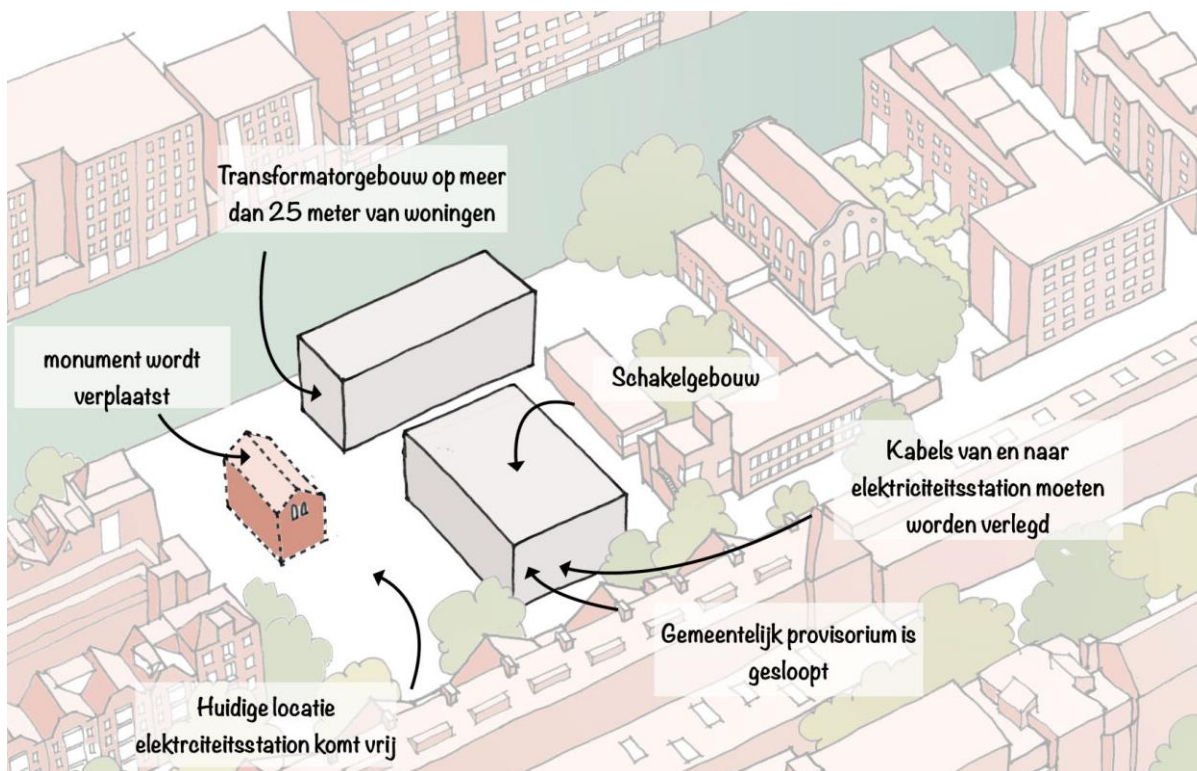 Transformatorgebouw op meer
dan 25 meter van woningen
monument wordt
verplaatst
Schakelgebouw
Kabels van en naar
elektriciteitsstation moeten
worden verlegd
Gemeentelijk provisorium is
gesloopt
Huidige locatie
elektrciteitsstation komt vrij